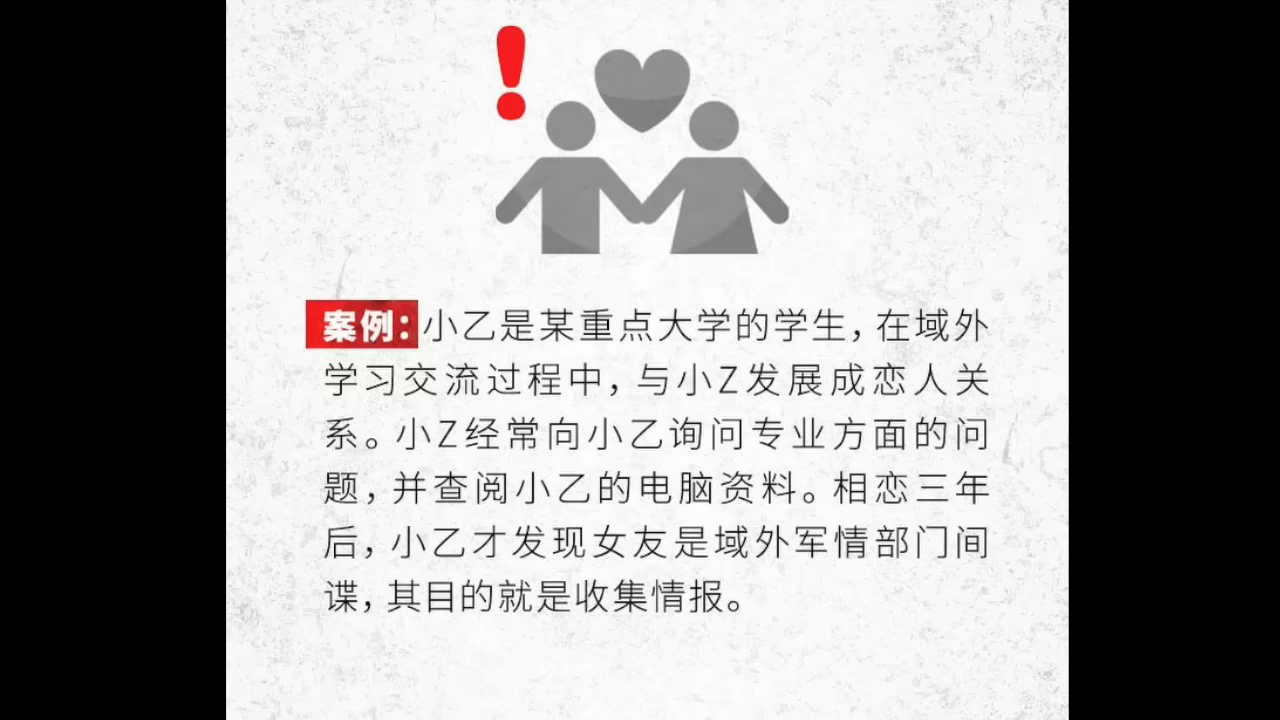 案例：小乙是某重点大学的学生，在域外
学习交流过程中，与小Z发展成恋人关
系。小Z经常向小乙询问专业方面的问
题，并查阅小乙的电脑资料。相恋三年
后，小乙才发现女友是域外军情部门间
谍，其目的就是收集情报。